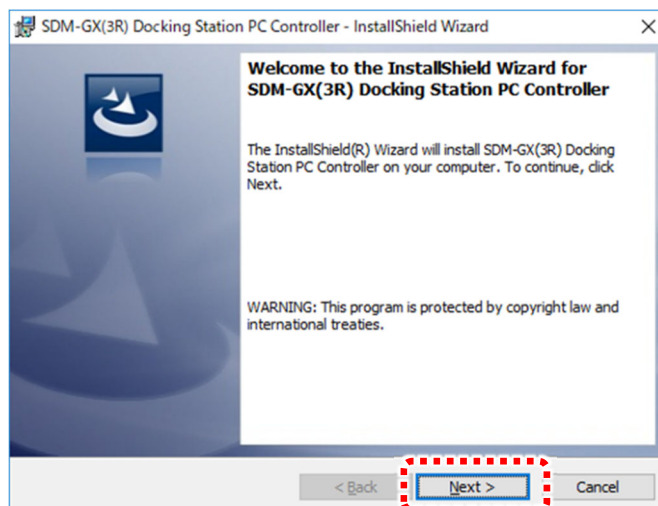 SDM-GX(3R) Docking Station PC Controller - InstallShield Wizard
Welcome to the InstallShield Wizard for
SDM-GX(3R) Docking Station PC Controller
The InstallShield(R) Wizard will install SDM-GX(3R) Docking
Station PC Controller on your computer. To continue, click
Next.
WARNING: This program is protected by copyright law and
international treaties.
< Back
Next >
Cancel